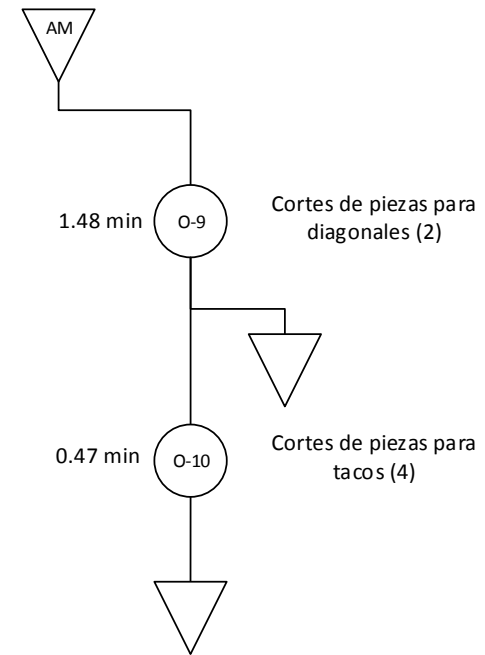 AM
1.48 min
O-9
Cortes de piezas para
diagonales (2)
0.47 min
O-10
Cortes de piezas para
tacos (4)